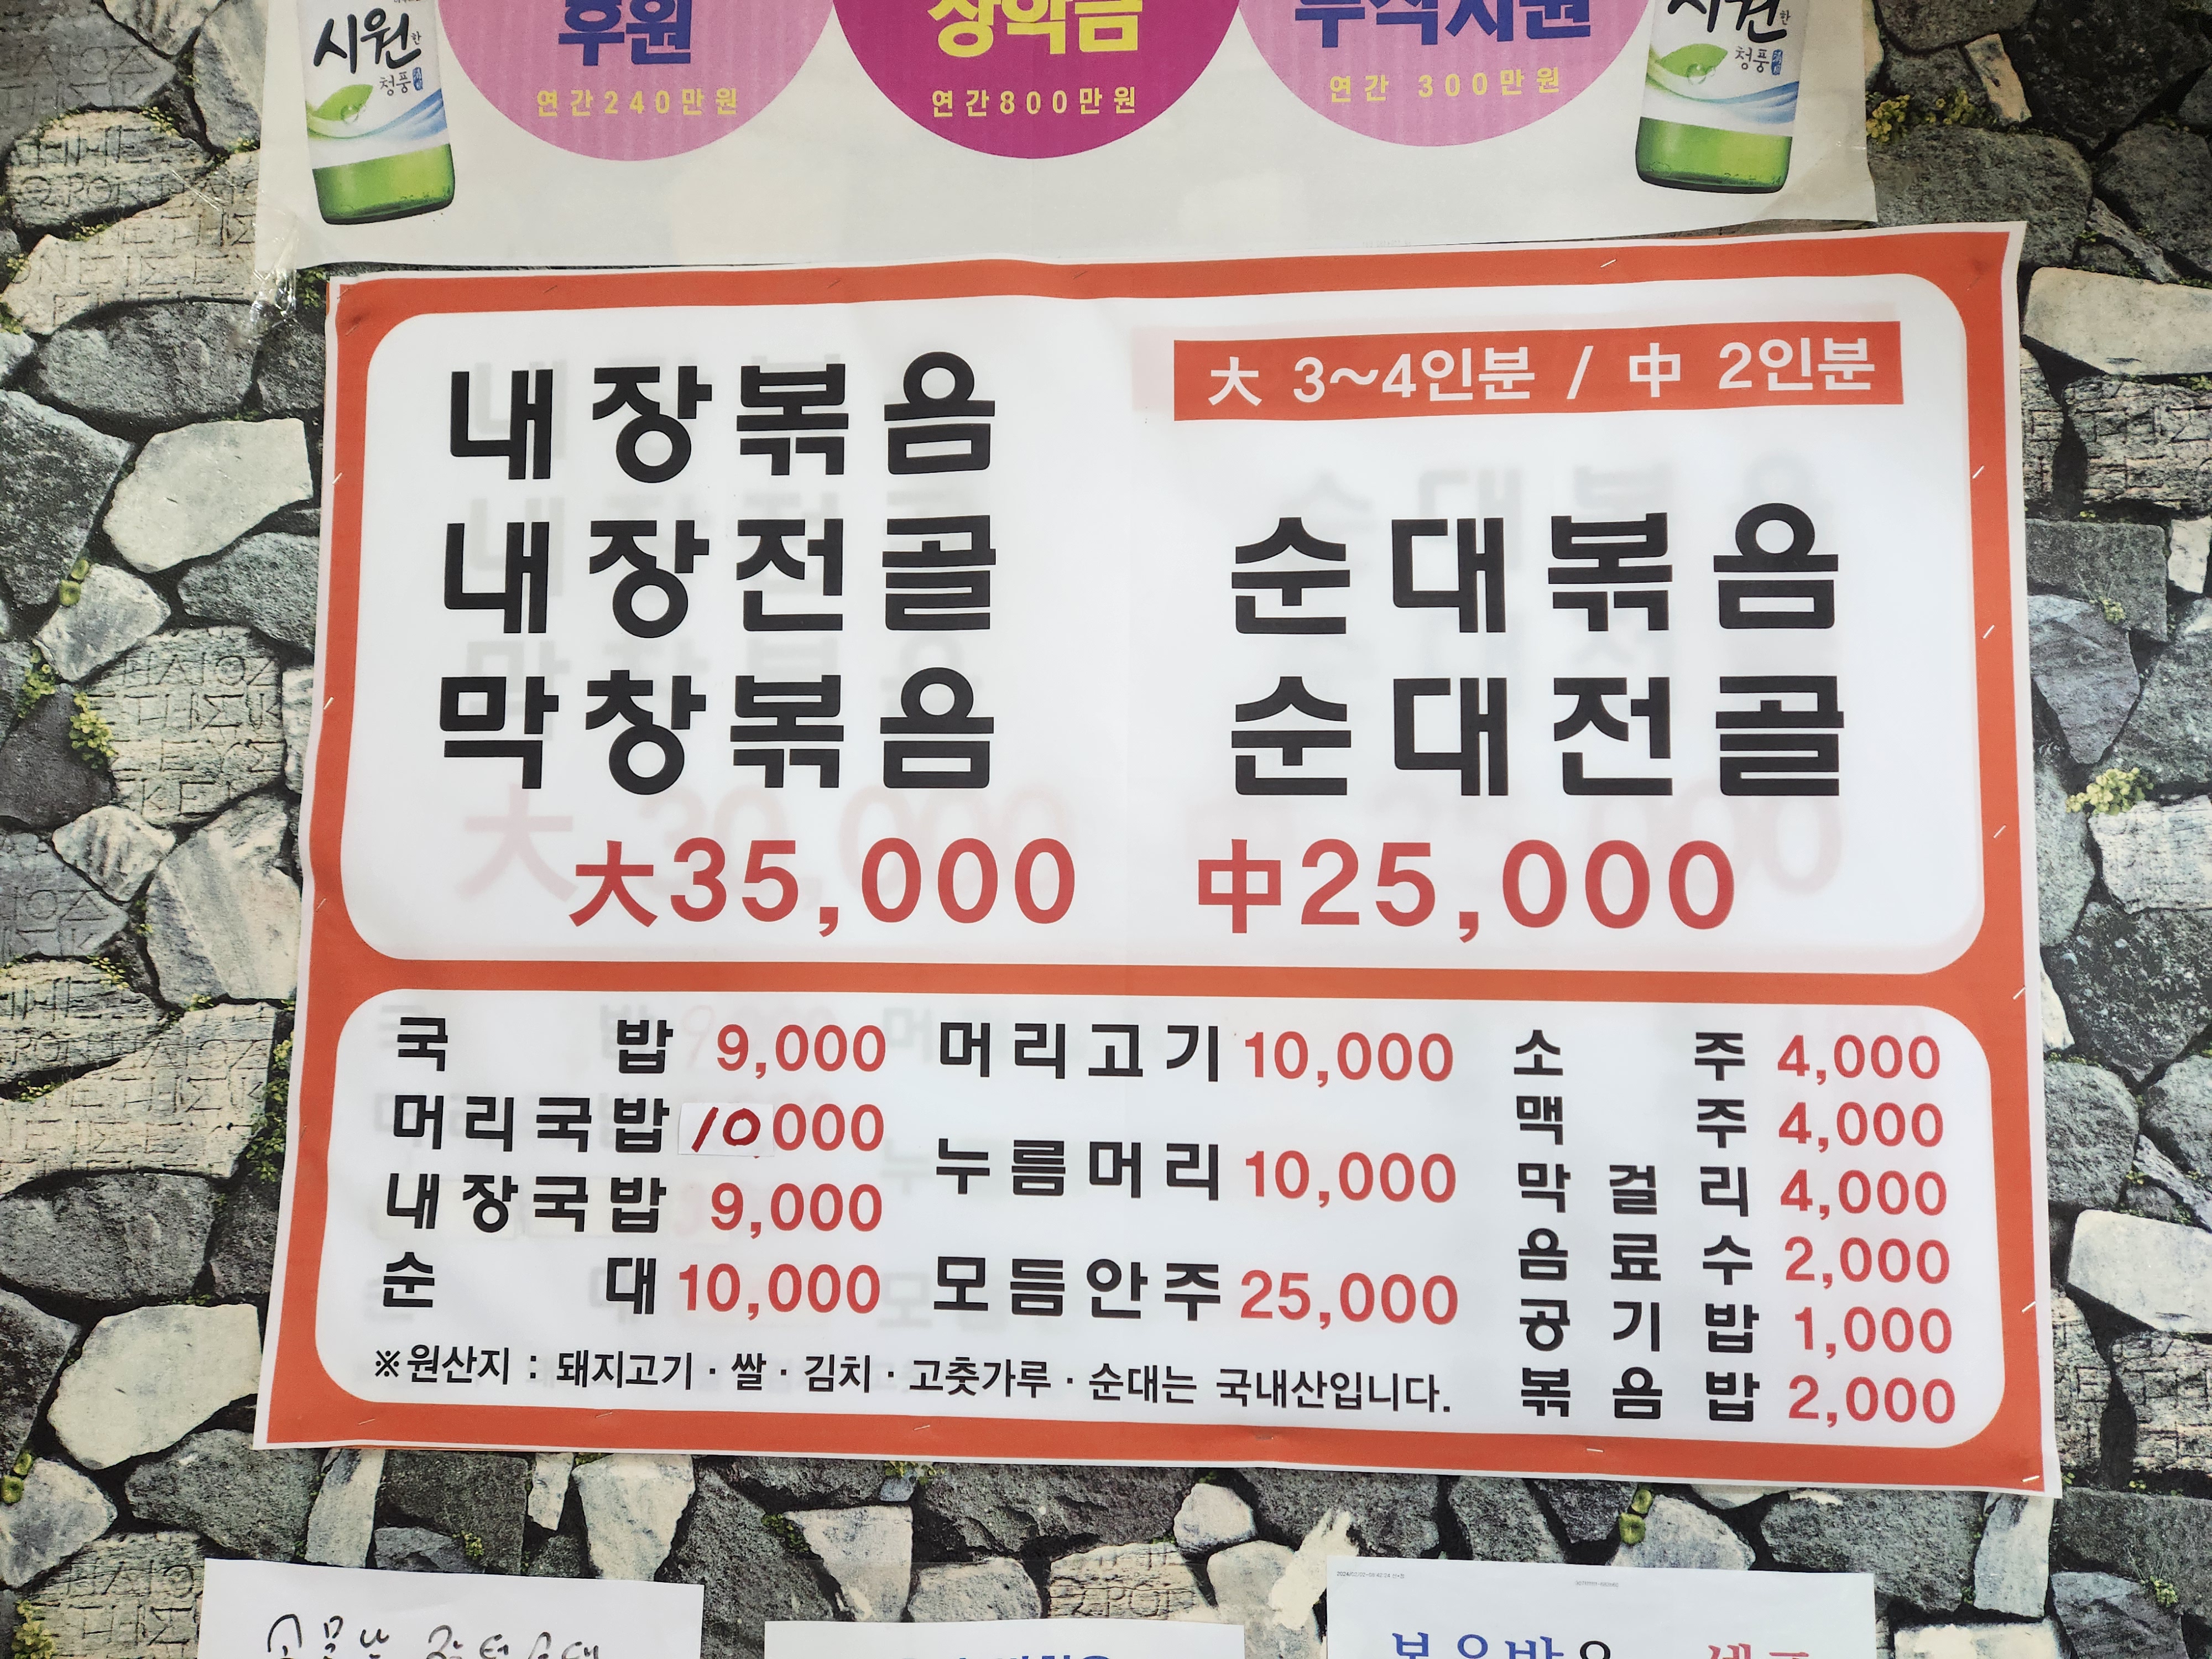 시원한
청풍
후원
연간240만원
장학금
연간800만원
연간 300만원
시원한
청풍
大 3~4인분 / 中 2인분
내장볶음
내장전골
막창볶음
순대볶음
순대전골
大35,000 中25,000
국밥 9,000
머리국밥 10,000
내장국밥 9,000
순대 10,000
머리고기 10,000
누름머리 10,000
모듬안주 25,000
소주 4,000
맥주 4,000
막걸리 4,000
음료수 2,000
공기밥 1,000
볶음밥 2,000
※원산지 : 돼지고기 · 쌀 · 김치 · 고춧가루 · 순대는 국내산입니다.